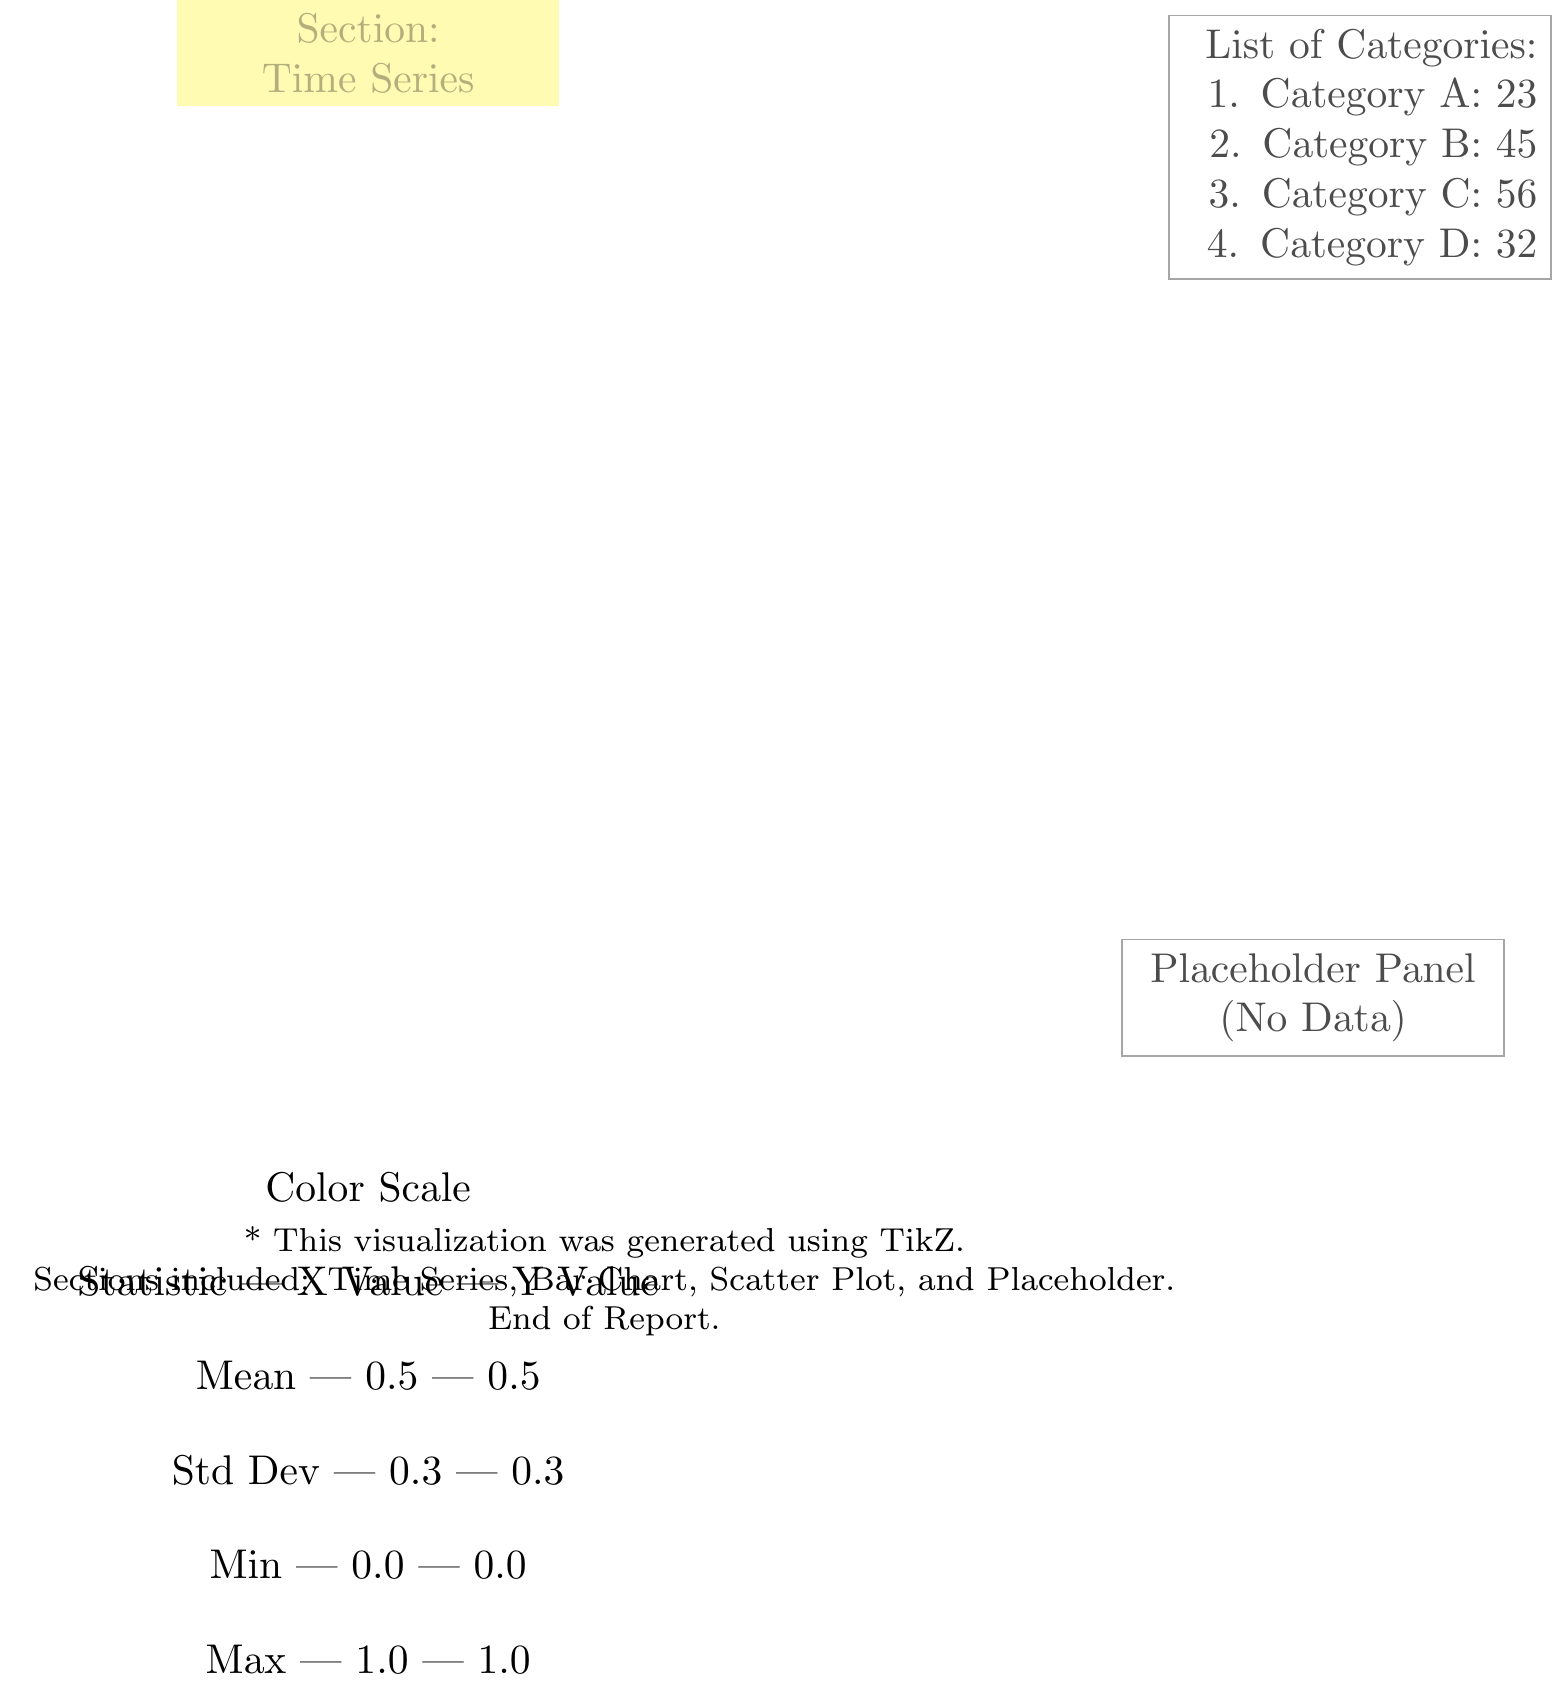 Section:
Time Series
List of Categories:
1. Category A: 23
2. Category B: 45
3. Category C: 56
4. Category D: 32
Placeholder Panel
(No Data)
Color Scale
* This visualization was generated using TikZ.
Sections included: Time Series, Bar Chart, Scatter Plot, and Placeholder.
Statistic — X Value — Y Value
End of Report.
Mean — 0.5 — 0.5
Std Dev — 0.3 — 0.3
Min — 0.0 — 0.0
Max — 1.0 — 1.0